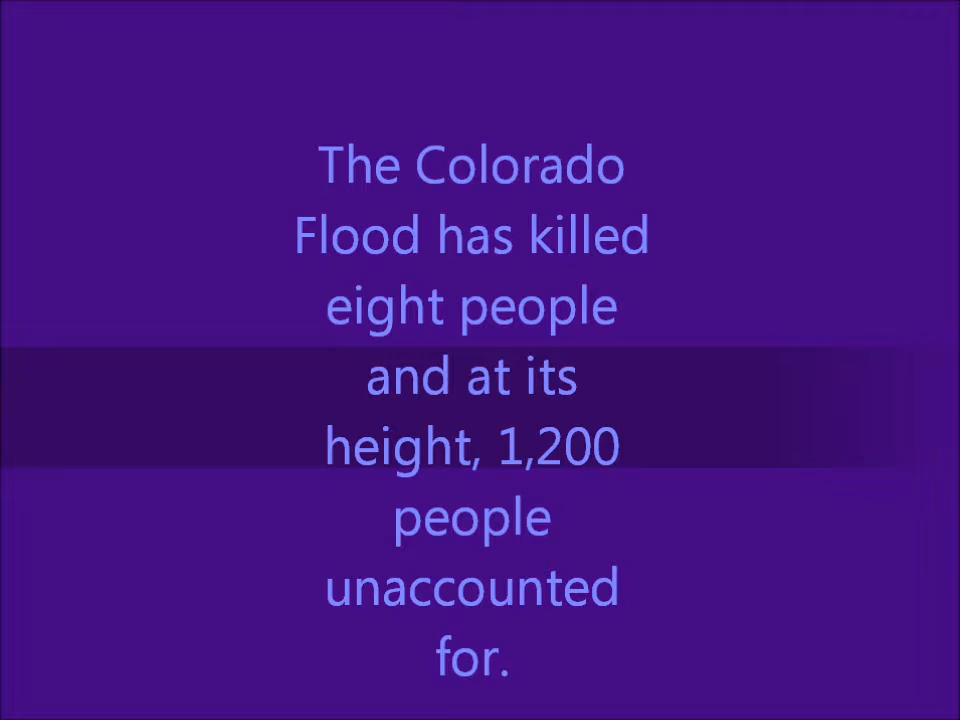 The Colorado
Flood has killed
eight people
and at its
height, 1,200
people
unaccounted
for.